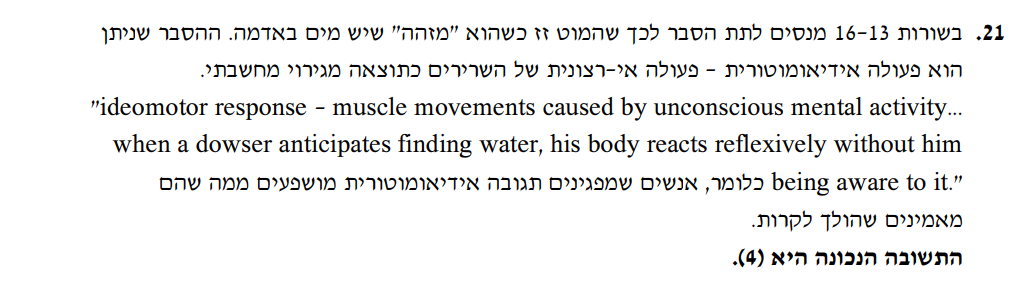 21. בשורות 13-16 מנסים לתת הסבר לכך שהמוט זז כשהוא "מזהה" שיש מים באדמה. ההסבר שניתן
הוא פעולה אידיאומוטורית - פעולה אי-רצונית של השרירים כתוצאה מגירוי מחשבתי.
"ideomotor response - muscle movements caused by unconscious mental activity...
when a dowser anticipates finding water, his body reacts reflexively without him
being aware to it." כלומר, אנשים שמפגינים תגובה אידיאומוטורית מושפעים ממה שהם
מאמינים שהולך לקרות.
התשובה הנכונה היא (4).